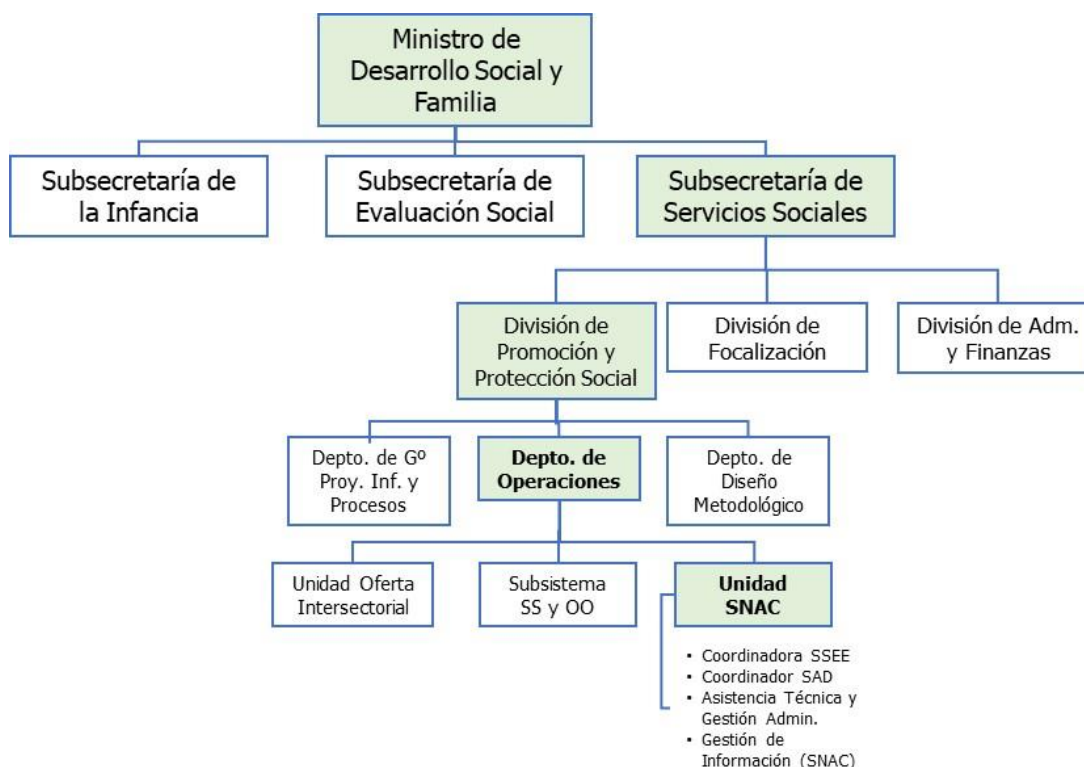 Ministro de
Desarrollo Social y
Familia
Subsecretaría de
la Infancia
Subsecretaría de
Evaluación Social
Subsecretaría de
Servicios Sociales
División de
Promoción y
Protección Social
División de
Focalización
División de Adm.
y Finanzas
Depto. de Gº
Proy. Inf. y
Procesos
Depto. de
Operaciones
Depto. de
Diseño
Metodológico
Unidad Oferta
Intersectorial
Subsistema
SS y OO
Unidad
SNAC
▪ Coordinadora SSEE
▪ Coordinador SAD
▪ Asistencia Técnica y
Gestión Admin.
▪ Gestión de
Información (SNAC)